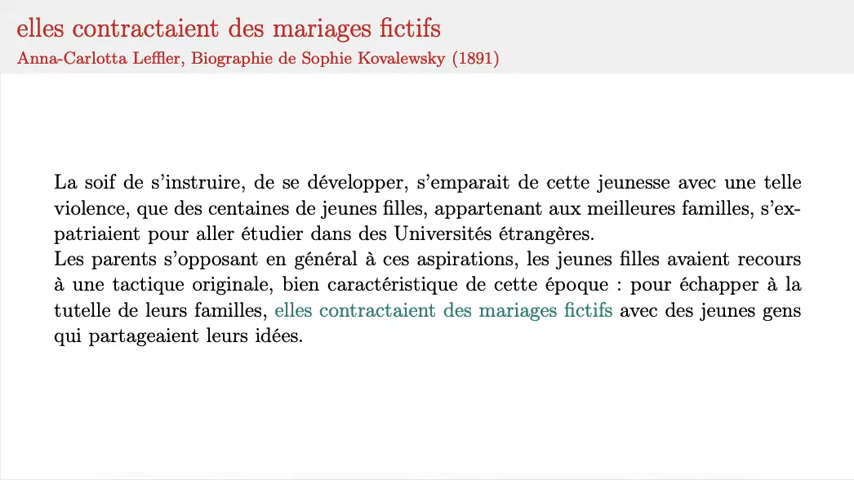 elles contractaient des mariages fictifs
Anna-Carlotta Leffler, Biographie de Sophie Kovalewsky (1891)
La soif de s'instruire, de se développer, s'emparait de cette jeunesse avec une telle
violence, que des centaines de jeunes filles, appartenant aux meilleures familles, s'ex-
patriaient pour aller étudier dans des Universités étrangères.
Les parents s'opposant en général à ces aspirations, les jeunes filles avaient recours
à une tactique originale, bien caractéristique de cette époque : pour échapper à la
tutelle de leurs familles, elles contractaient des mariages fictifs avec des jeunes gens
qui partageaient leurs idées.